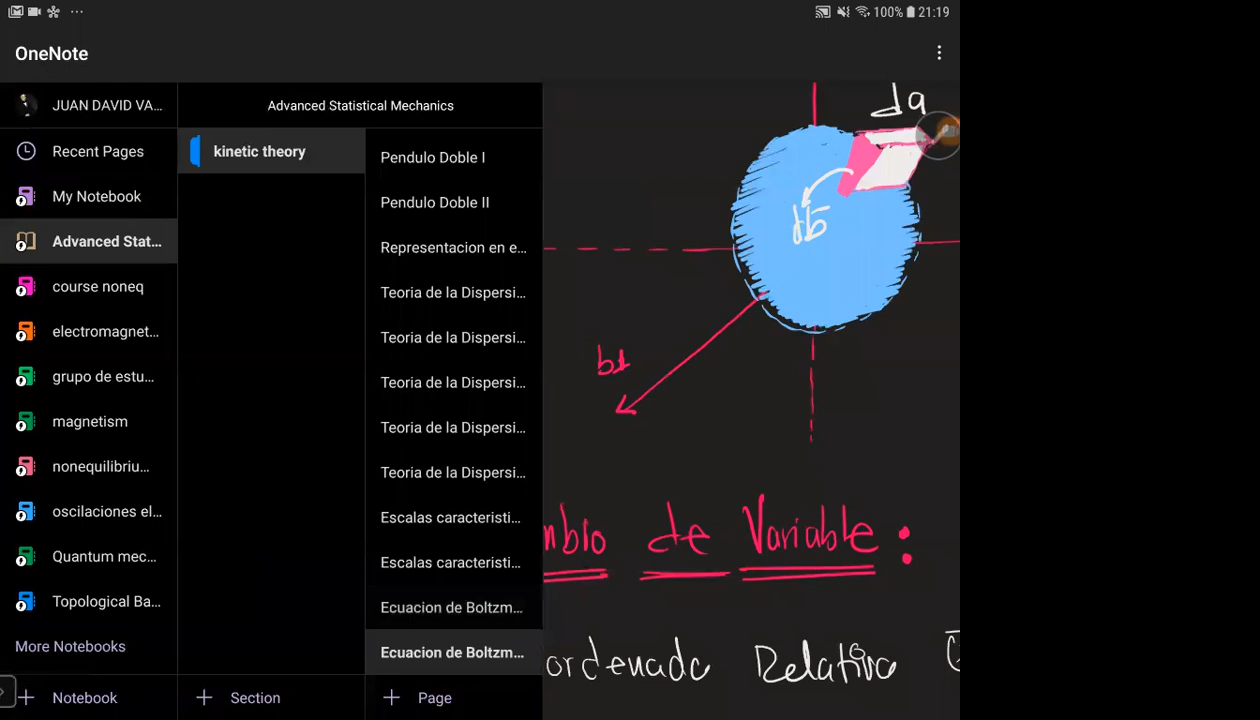 100% 21:19
OneNote
JUAN DAVID VA...
Recent Pages
My Notebook
Advanced Stat...
course noneq
electromagnet...
grupo de estu...
magnetism
nonequilibriu...
oscilaciones el...
Quantum mec...
Topological Ba...
More Notebooks
Notebook
Advanced Statistical Mechanics
kinetic theory
Section
Pendulo Doble I
Pendulo Doble II
Representacion en e...
Teoria de la Dispersi...
Teoria de la Dispersi...
Teoria de la Dispersi...
Teoria de la Dispersi...
Teoria de la Dispersi...
Escalas caracteristi...
Escalas caracteristi...
Ecuacion de Boltzm...
Ecuacion de Boltzm...
Page
da
db
b1
mbio de Variable:
ordenada Relativa